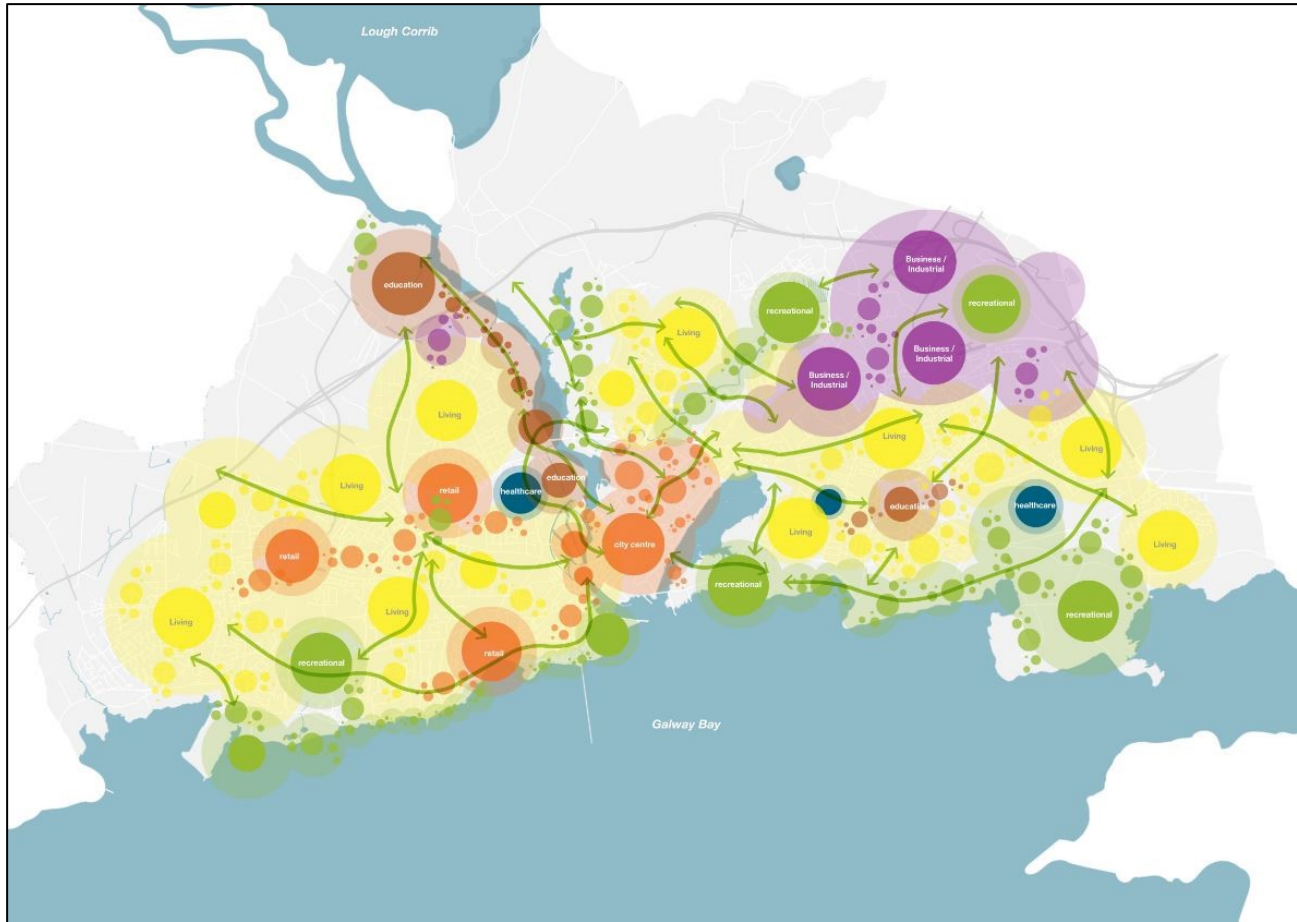 Lough Corrib
Business /
Industrial
education
recreational
recreational
Living
Business /
Industrial
Business /
Industrial
Living
Living
Living
Living
retail
healthcare
education
education
healthcare
retail
city centre
Living
Living
recreational
Living
Living
recreational
retail
recreational
Galway Bay